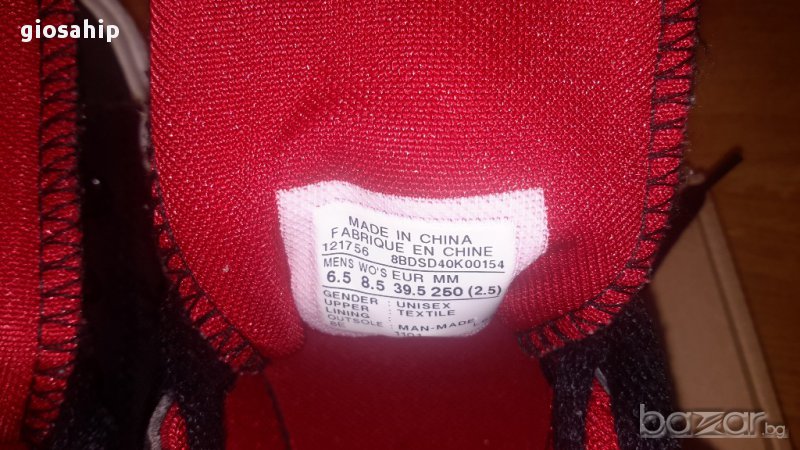 giosahip
MADE IN CHINA
FABRIQUE EN CHINE
121756 8BDSD40K00154
MENS WO'S EUR MM
6.5 8.5 39.5 250 (2.5)
GENDER : UNISEX
UPPER : TEXTILE
LINING
OUTSOLE : MAN-MADE
bazar.bg